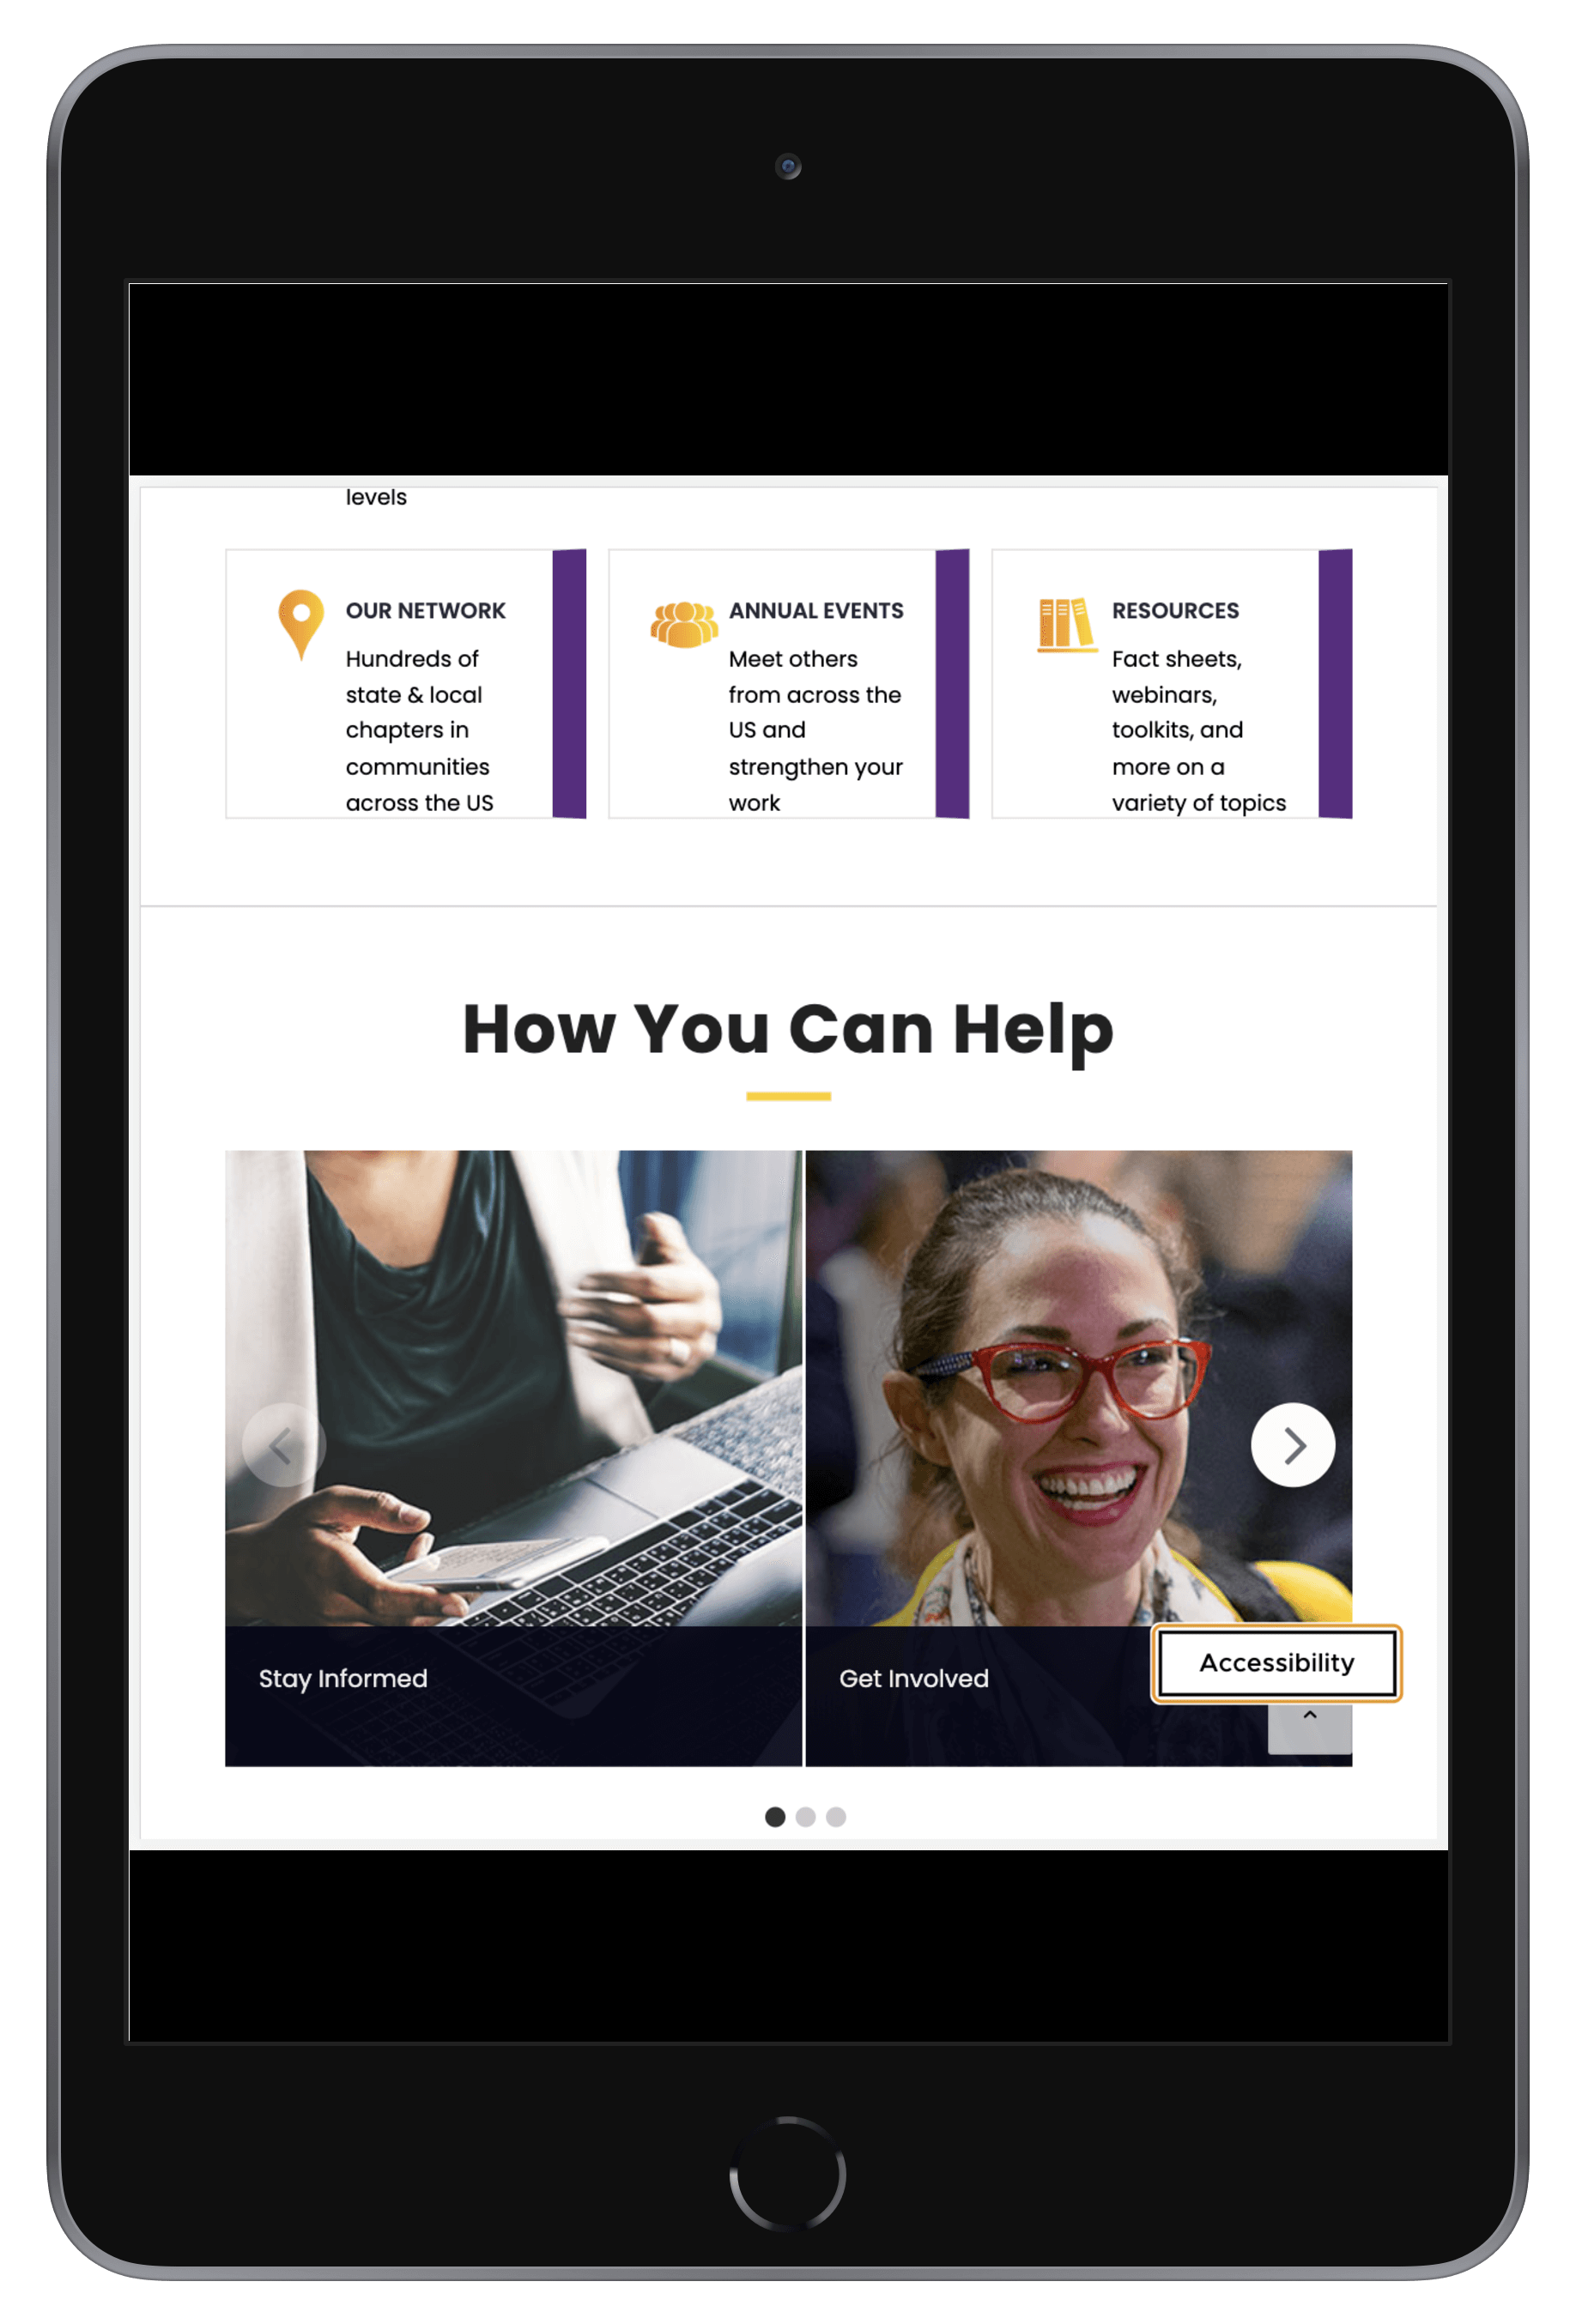 levels
OUR NETWORK
Hundreds of
state & local
chapters in
communities
across the US
ANNUAL EVENTS
Meet others
from across the
US and
strengthen your
work
RESOURCES
Fact sheets,
webinars,
toolkits, and
more on a
variety of topics
How You Can Help
Stay Informed
Get Involved
Accessibility